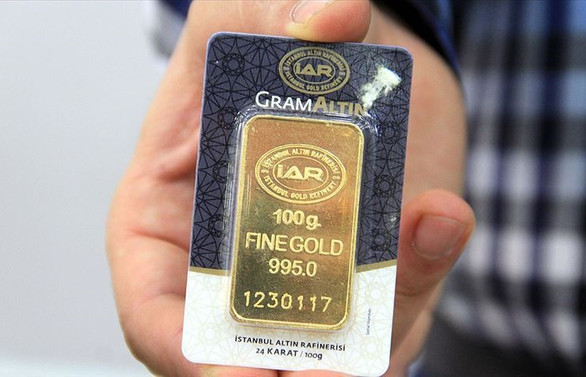 İSTANBUL ALTIN RAFİNERİSİ
IAR
ISTANBUL GOLD REFINERY
GRAMALTIN
İSTANBUL ALTIN RAFİNERİSİ
IAR
ISTANBUL GOLD REFINERY
100g.
FINE GOLD
995.0
1230117
İSTANBUL ALTIN RAFİNERİSİ
24 KARAT / 100g